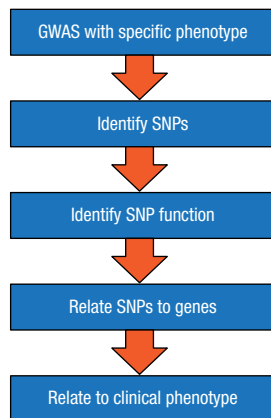 GWAS with specific phenotype
Identify SNPs
Identify SNP function
Relate SNPs to genes
Relate to clinical phenotype